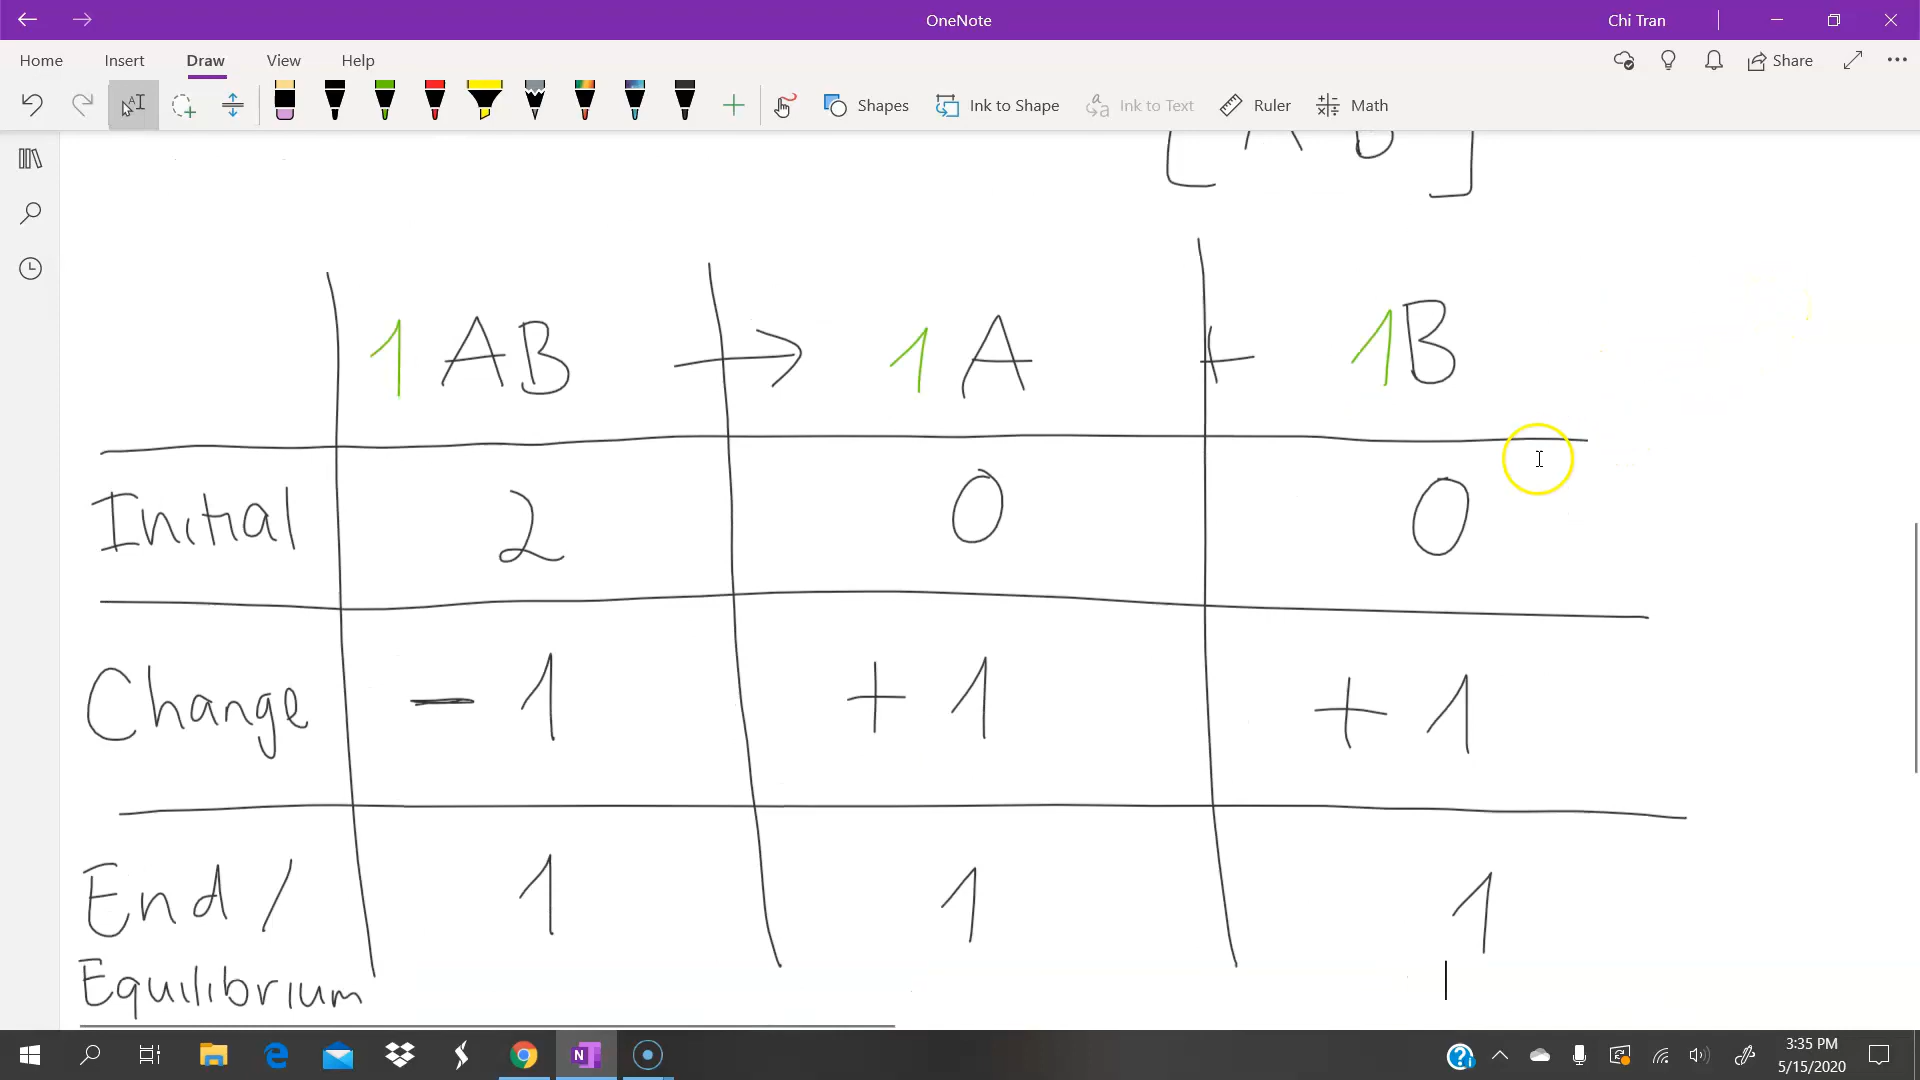 OneNote
Chi Tran
Home Insert Draw View Help
Share
Shapes Ink to Shape Ink to Text Ruler Math
[AB]
1 AB → 1 A + 1B
Initial 2 0 0
Change - 1 + 1 + 1
End / 1 1 1
Equilibrium
3:35 PM
5/15/2020